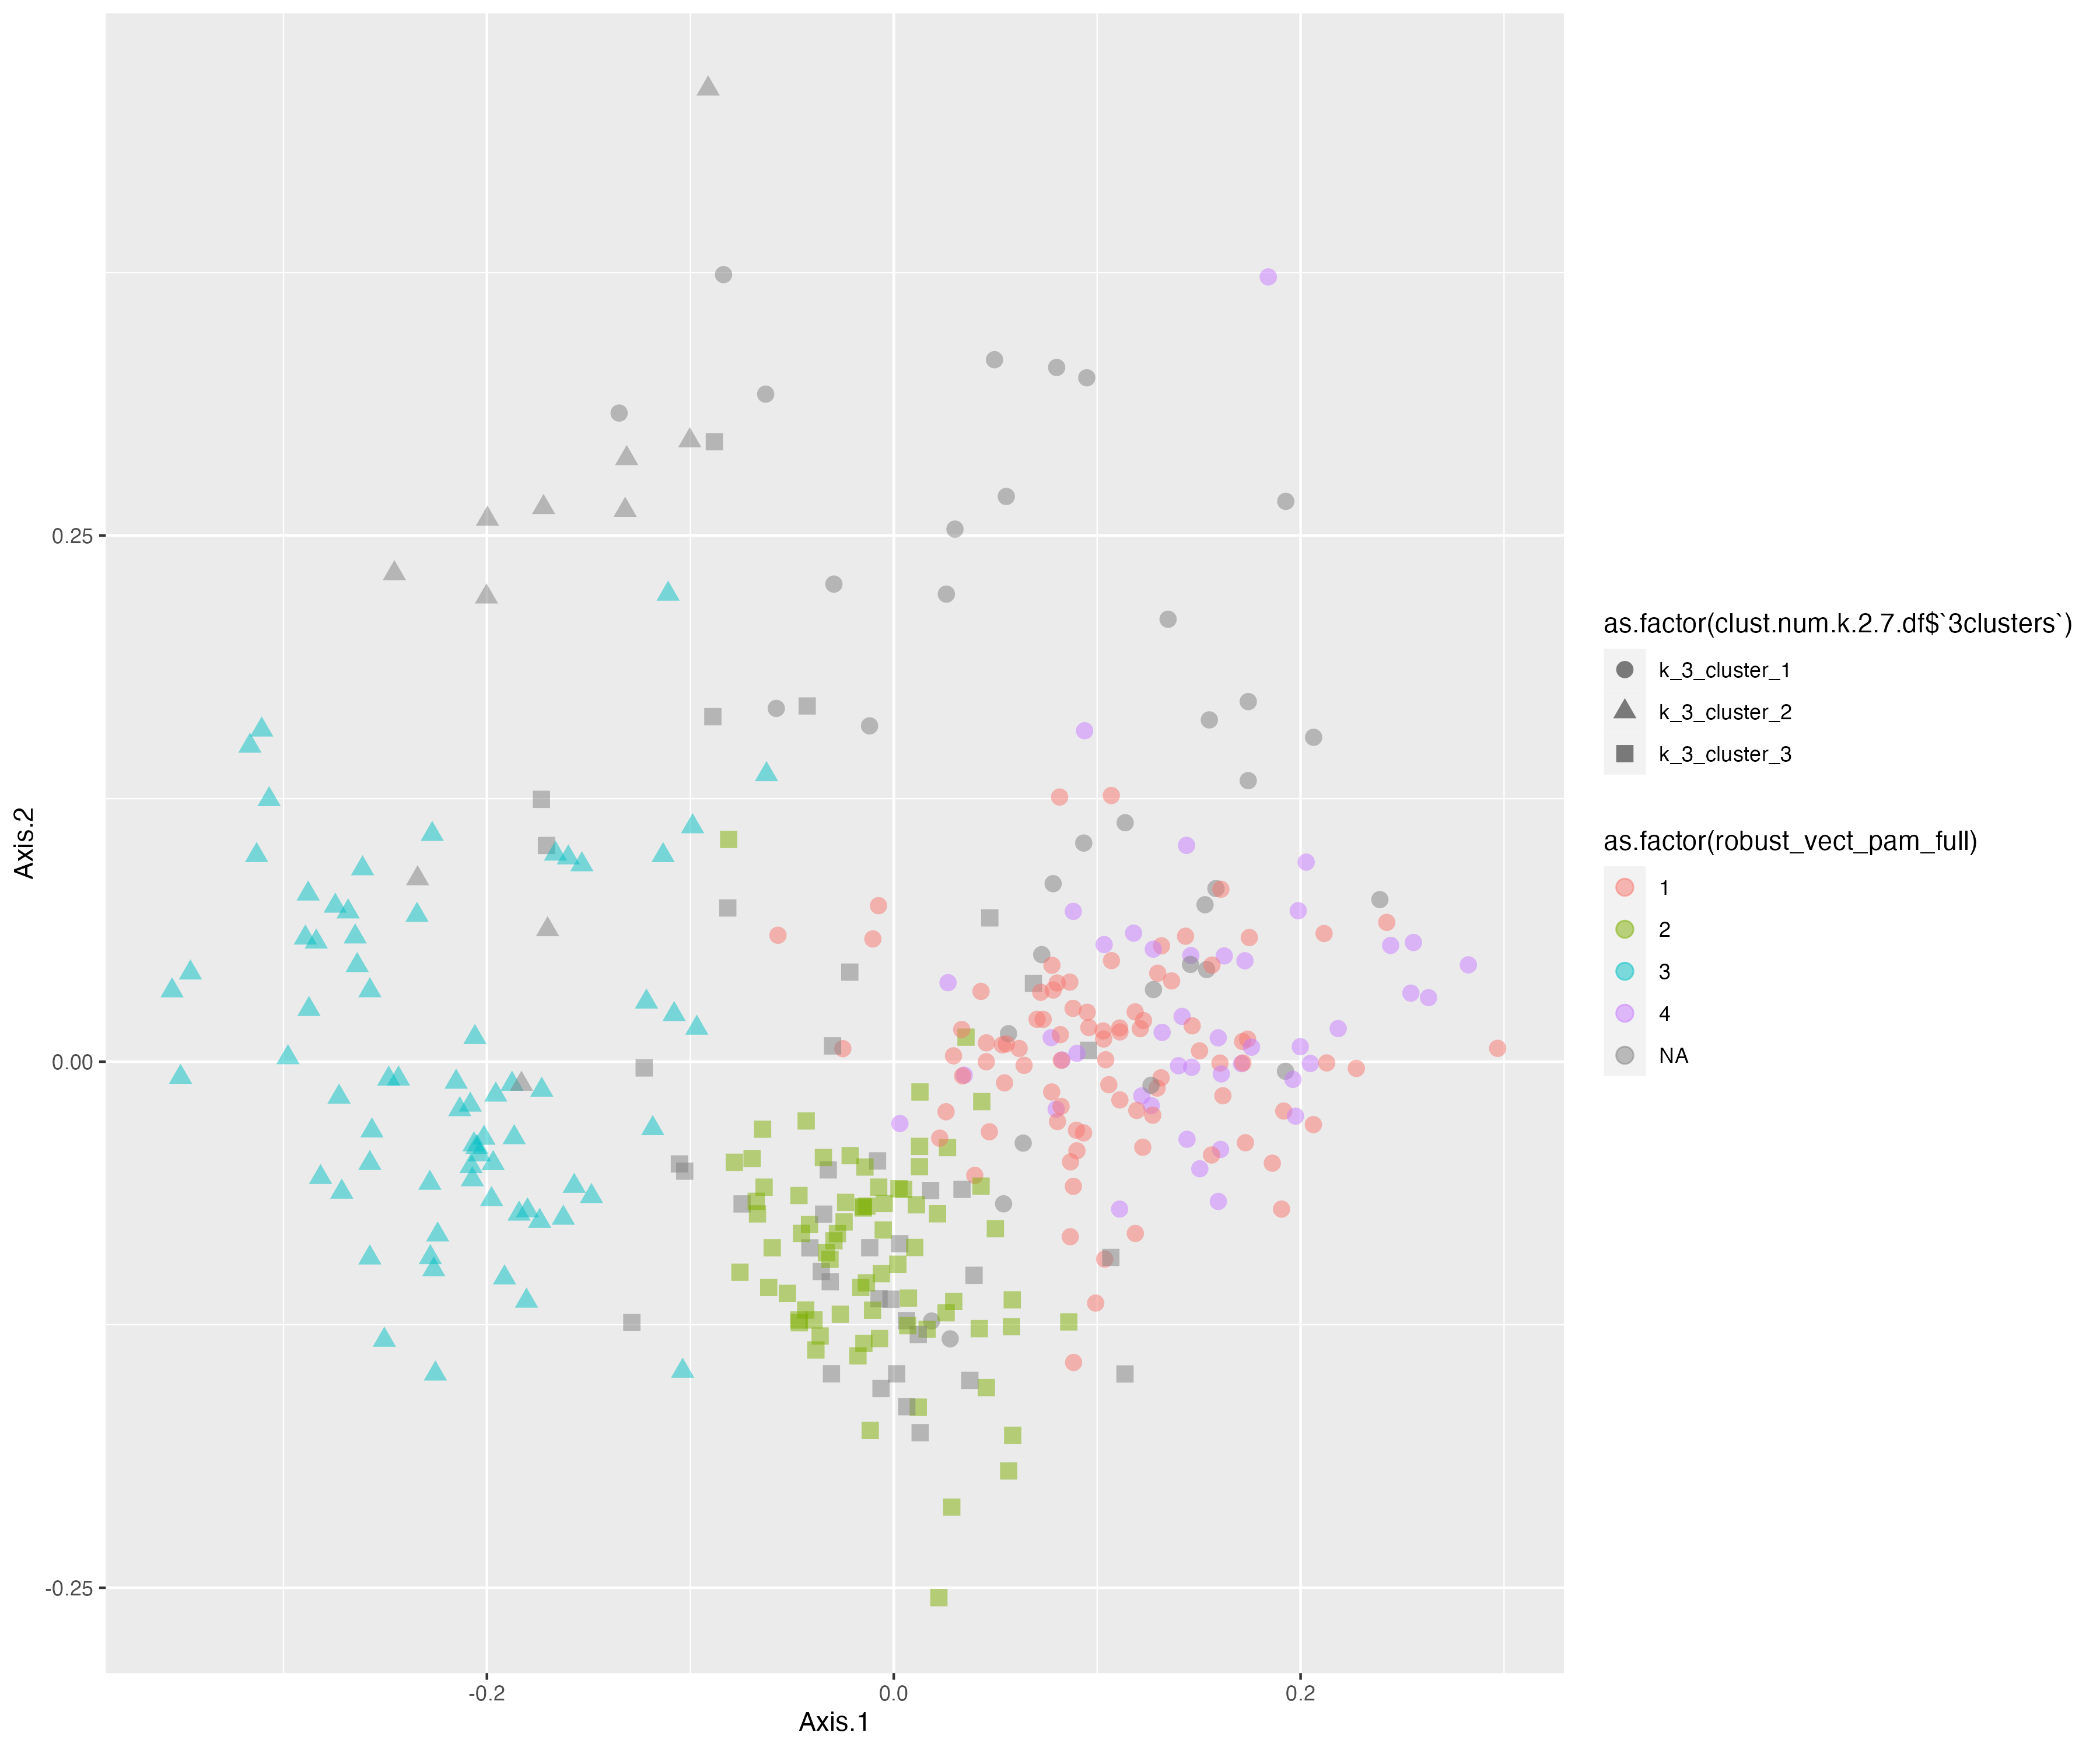 0.25
0.00
-0.25
-0.2
0.0
0.2
Axis.1
Axis.2
as.factor(clust.num.k.2.7.df$`3clusters`)
k_3_cluster_1
k_3_cluster_2
k_3_cluster_3
as.factor(robust_vect_pam_full)
1
2
3
4
NA